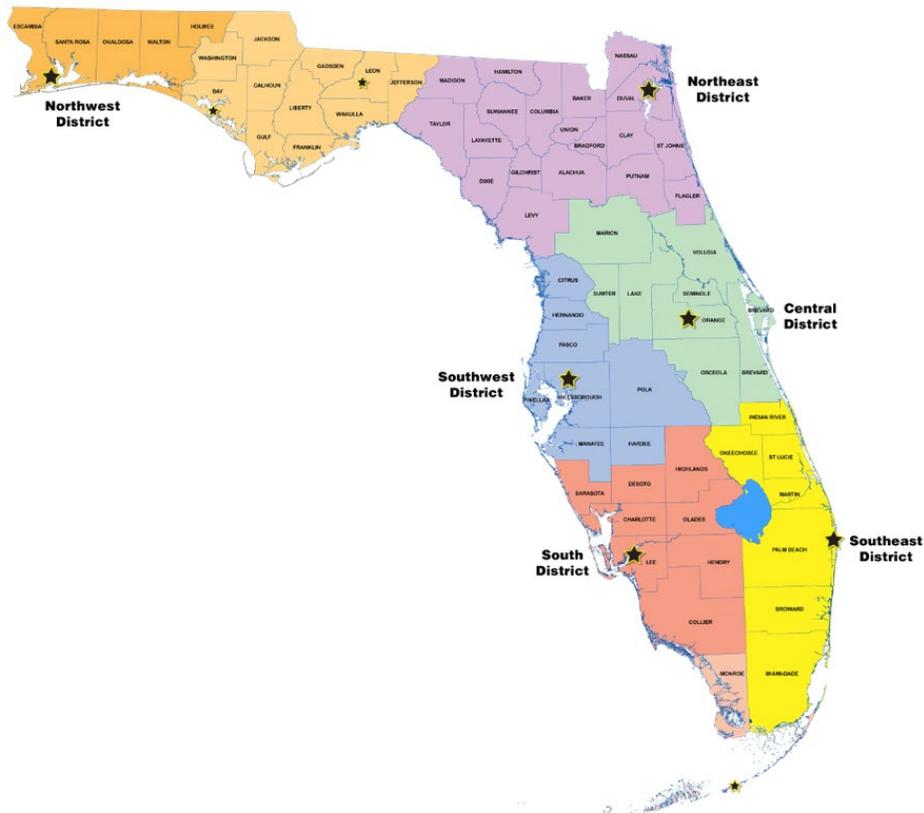 ESCAMBIA
SANTA ROSA
OKALOOSA
WALTON
HOLMES
JACKSON
WASHINGTON
BAY
CALHOUN
GADSDEN
LEON
JEFFERSON
LIBERTY
WAKULLA
GULF
FRANKLIN
Northwest
District
MADISON
HAMILTON
NASSAU
BAKER
DUVAL
Northeast
District
TAYLOR
SUWANNEE
COLUMBIA
UNION
BRADFORD
CLAY
ST JOHNS
LAFAYETTE
DIXIE
GILCHRIST
ALACHUA
PUTNAM
FLAGLER
LEVY
MARION
VOLUSIA
CITRUS
SUMTER
LAKE
SEMINOLE
ORANGE
BREVARD
Central
District
HERNANDO
PASCO
OSCEOLA
BREVARD
Southwest
District
PINELLAS
HILLSBOROUGH
POLK
INDIAN RIVER
MANATEE
HARDEE
HIGHLANDS
OKEECHOBEE
ST LUCIE
SARASOTA
DESOTO
MARTIN
CHARLOTTE
GLADES
PALM BEACH
Southeast
District
South
District
LEE
HENDRY
BROWARD
COLLIER
MONROE
MIAMI-DADE